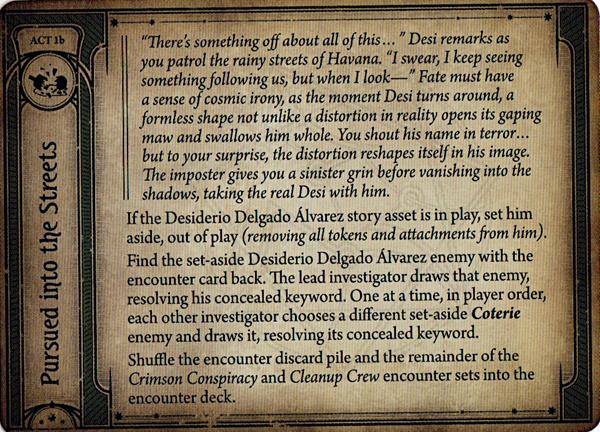 ACT 1b
Pursued into the Streets
“There’s something off about all of this…” Desi remarks as
you patrol the rainy streets of Havana. “I swear, I keep seeing
something following us, but when I look—” Fate must have
a sense of cosmic irony, as the moment Desi turns around, a
formless shape not unlike a distortion in reality opens its gaping
maw and swallows him whole. You shout his name in terror…
but to your surprise, the distortion reshapes itself in his image.
The imposter gives you a sinister grin before vanishing into the
shadows, taking the real Desi with him.
If the Desiderio Delgado Álvarez story asset is in play, set him
aside, out of play (removing all tokens and attachments from him).
Find the set-aside Desiderio Delgado Álvarez enemy with the
encounter card back. The lead investigator draws that enemy,
resolving his concealed keyword. One at a time, in player order,
each other investigator chooses a different set-aside Coterie
enemy and draws it, resolving its concealed keyword.
Shuffle the encounter discard pile and the remainder of the
Crimson Conspiracy and Cleanup Crew encounter sets into the
encounter deck.